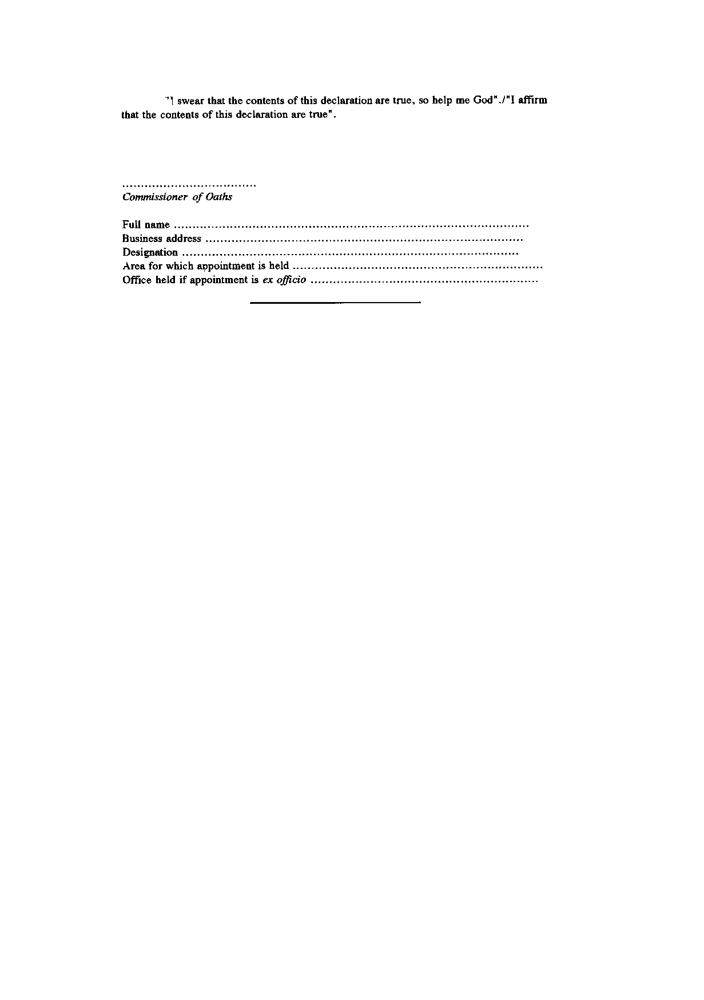 "I swear that the contents of this declaration are true, so help me God"./"I affirm
that the contents of this declaration are true".
....................................
Commissioner of Oaths
Full name ................................................................................................
Business address ......................................................................................
Designation ...........................................................................................
Area for which appointment is held ...................................................................
Office held if appointment is ex officio .............................................................